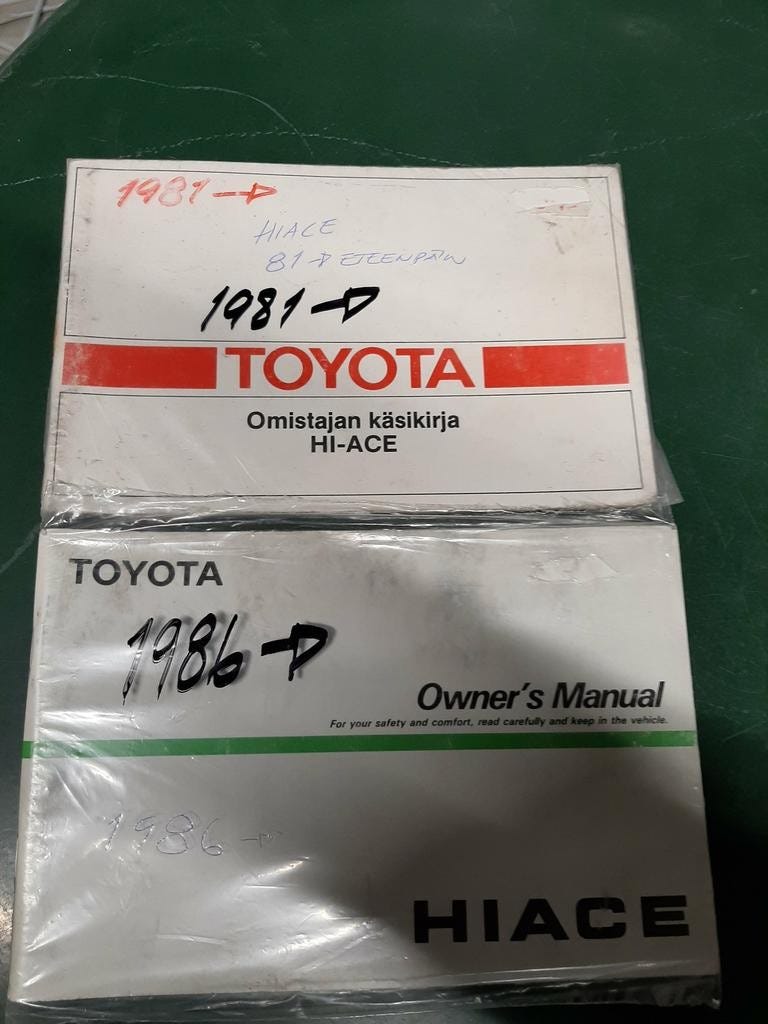 1981→
HIACE
81→ ETEENPÄIN
1981→
TOYOTA
Omistajan käsikirja
HI-ACE
TOYOTA
1986→
Owner's Manual
For your safety and comfort, read carefully and keep in the vehicle.
1986→
HIACE